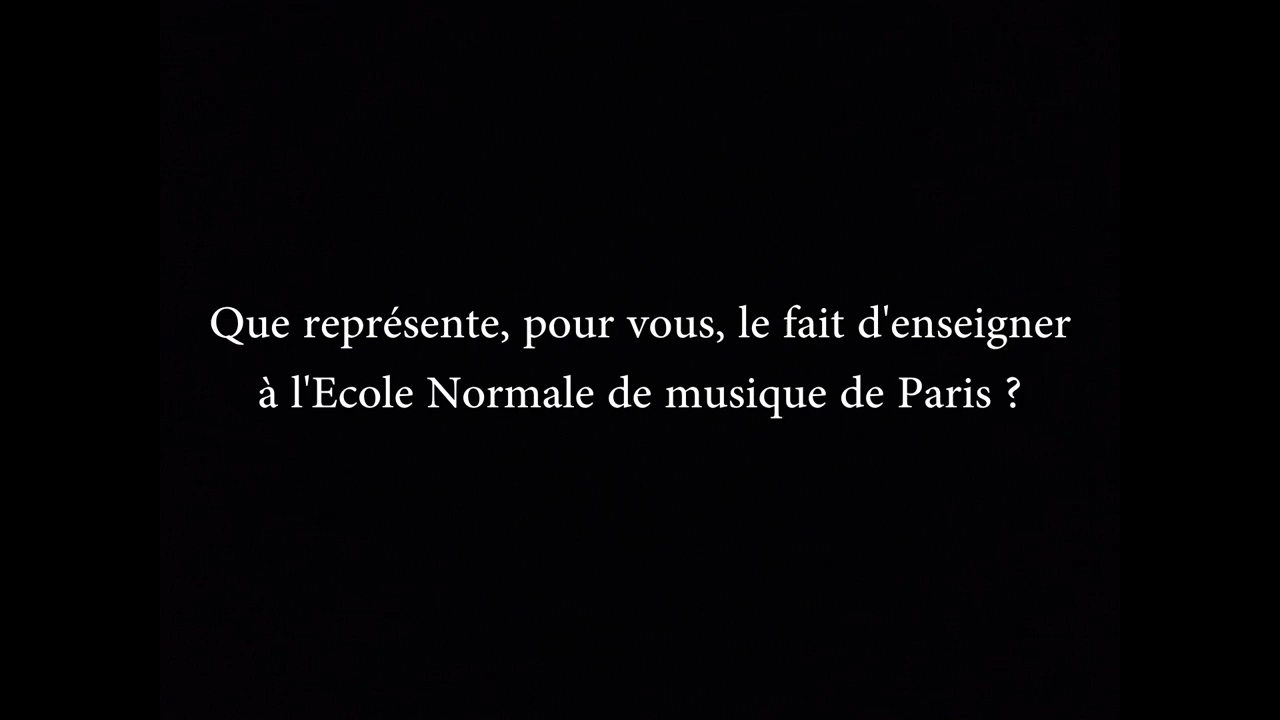 Que représente, pour vous, le fait d'enseigner
à l'Ecole Normale de musique de Paris ?